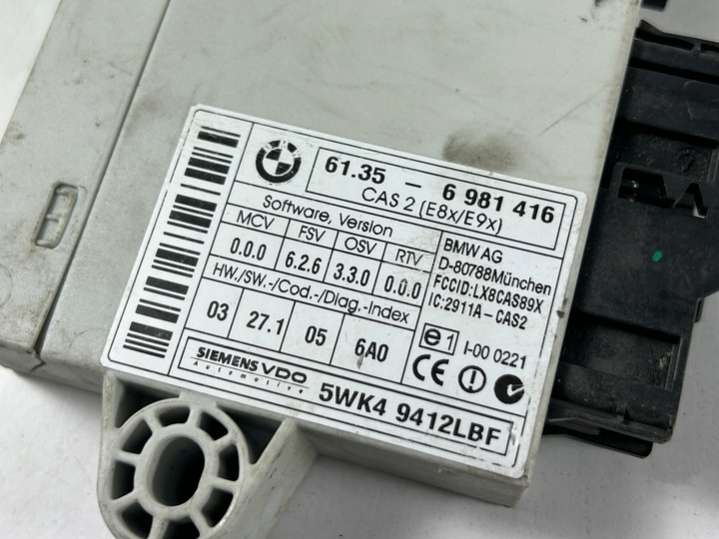 61.35 - 6 981 416
CAS 2 (E8x/E9x)
Software, Version
MCV FSV OSV RTV
0.0.0 6.2.6 3.3.0 0.0.0
HW./SW.-/Cod.-/Diag.-Index
03 27.1 05 6A0
BMW AG
D-80788München
FCCID:LX8CAS89X
IC:2911A-CAS2
e 1 I-00 0221
CE
SIEMENS VDO
Automotive
5WK4 9412LBF